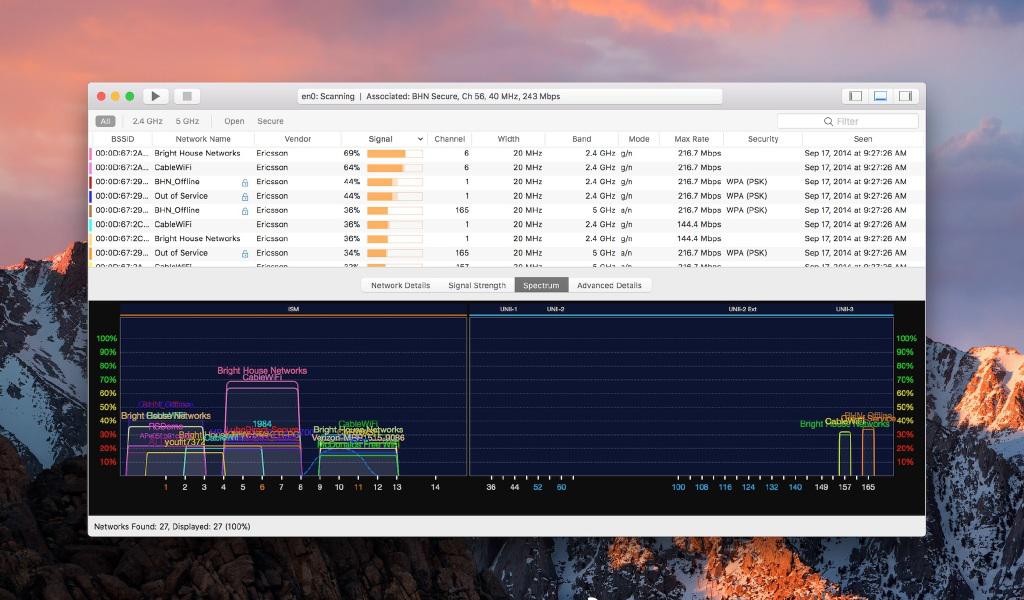 en0: Scanning | Associated: BHN Secure, Ch 56, 40 MHz, 243 Mbps
All 2.4 GHz 5 GHz Open Secure Filter
BSSID Network Name Vendor Signal Channel Width Band Mode Max Rate Security Seen
00:0D:67:2A... Bright House Networks Ericsson 69% 6 20 MHz 2.4 GHz g/n 216.7 Mbps Sep 17, 2014 at 9:27:26 AM
00:0D:67:2A... CableWiFi Ericsson 64% 6 20 MHz 2.4 GHz g/n 216.7 Mbps Sep 17, 2014 at 9:27:26 AM
00:0D:67:29... BHN_Offline Ericsson 44% 1 20 MHz 2.4 GHz g/n 216.7 Mbps WPA (PSK) Sep 17, 2014 at 9:27:26 AM
00:0D:67:29... Out of Service Ericsson 44% 1 20 MHz 2.4 GHz g/n 216.7 Mbps WPA (PSK) Sep 17, 2014 at 9:27:26 AM
00:0D:67:29... BHN_Offline Ericsson 36% 165 20 MHz 5 GHz a/n 216.7 Mbps WPA (PSK) Sep 17, 2014 at 9:27:26 AM
00:0D:67:2C... CableWiFi Ericsson 36% 1 20 MHz 2.4 GHz g/n 144.4 Mbps Sep 17, 2014 at 9:27:26 AM
00:0D:67:2C... Bright House Networks Ericsson 36% 1 20 MHz 2.4 GHz g/n 144.4 Mbps Sep 17, 2014 at 9:27:26 AM
00:0D:67:29... Out of Service Ericsson 34% 165 20 MHz 5 GHz a/n 216.7 Mbps WPA (PSK) Sep 17, 2014 at 9:27:26 AM
Network Details Signal Strength Spectrum Advanced Details
ISM UNII-1 UNII-2 UNII-2 Ext UNII-3
100% 100%
90% 90%
80% 80%
Bright House Networks
70% 70%
CableWiFi
60% 60%
50% 50%
Bright House Networks
40% 40%
1984 CableWiFi
Bright House Networks
30% 30%
Verizon-MiFi7615L 9086
youfit7372
20% 20%
10% 10%
1 2 3 4 5 6 7 8 9 10 11 12 13 14 36 44 52 60 100 108 116 124 132 140 149 157 165
Networks Found: 27, Displayed: 27 (100%)